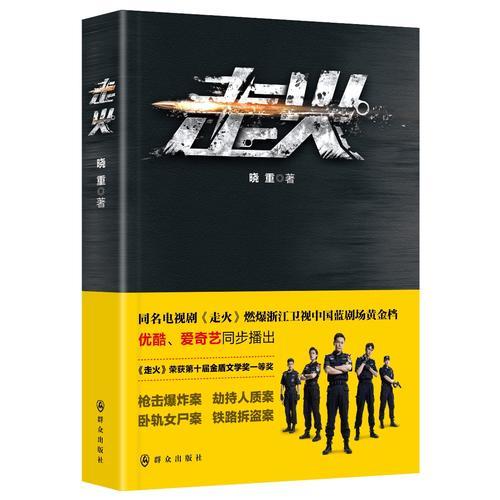 走火
晓重◎著
走火
晓重◎著
同名电视剧《走火》燃爆浙江卫视中国蓝剧场黄金档
优酷、爱奇艺同步播出
《走火》荣获第十届金盾文学奖一等奖
枪击爆炸案 劫持人质案
卧轨女尸案 铁路拆盗案
群众出版社
群众出版社